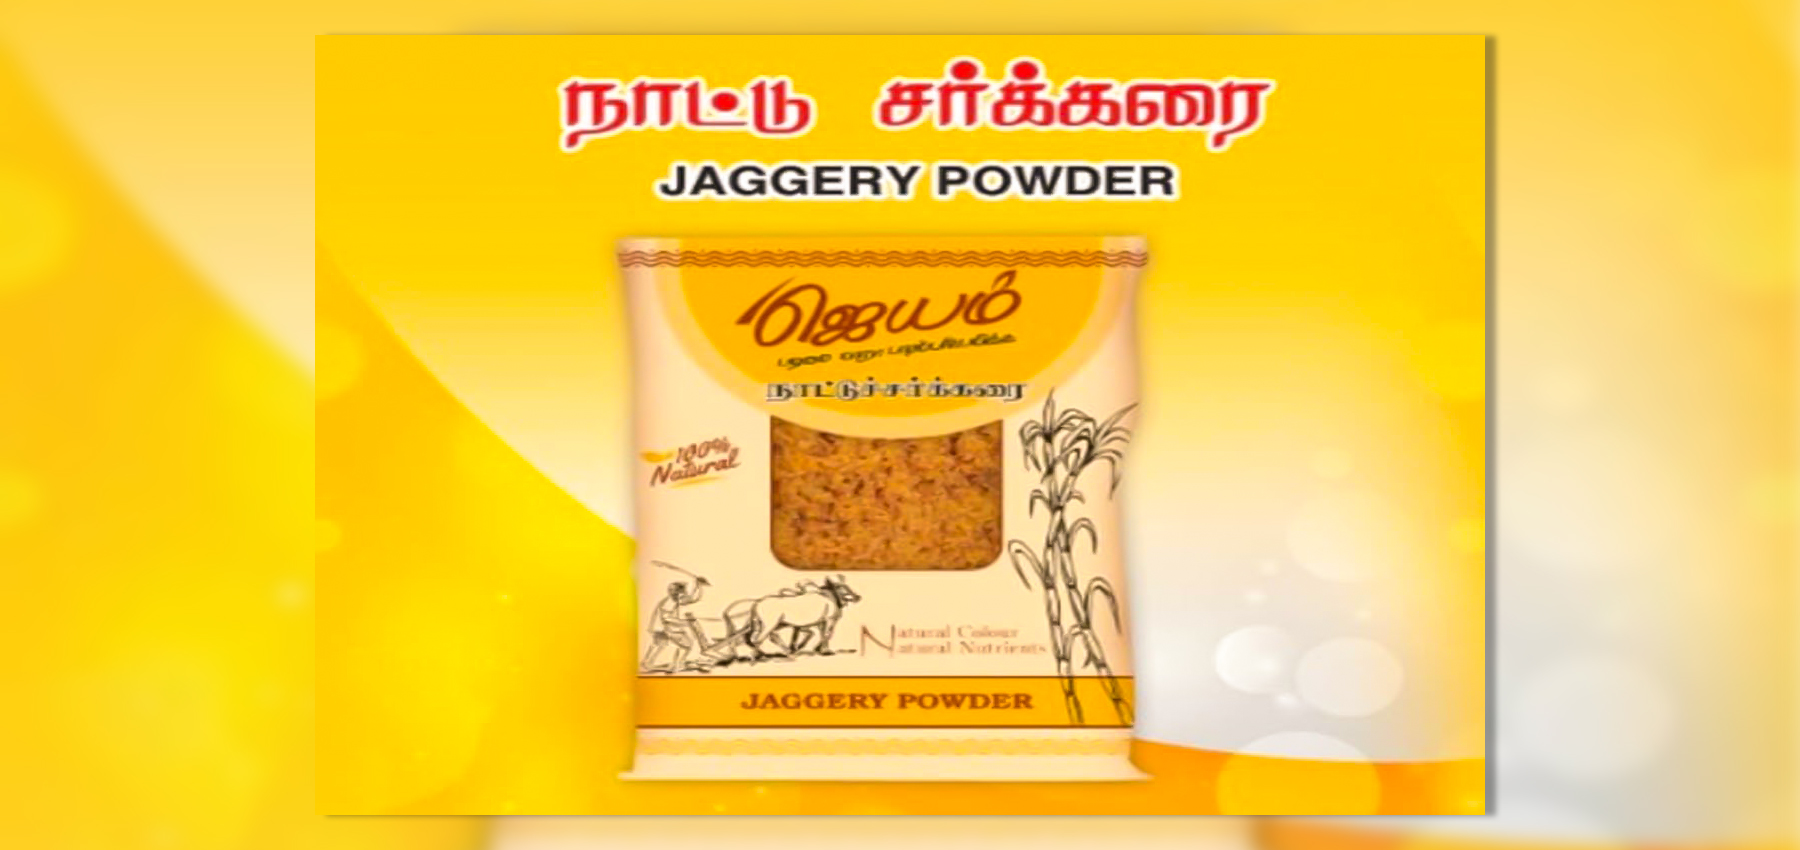 நாட்டு சர்க்கரை
JAGGERY POWDER
ஜெயம்
நாட்டுச்சர்க்கரை
100%
Natural
Natural Colour
Natural Nutrients
JAGGERY POWDER